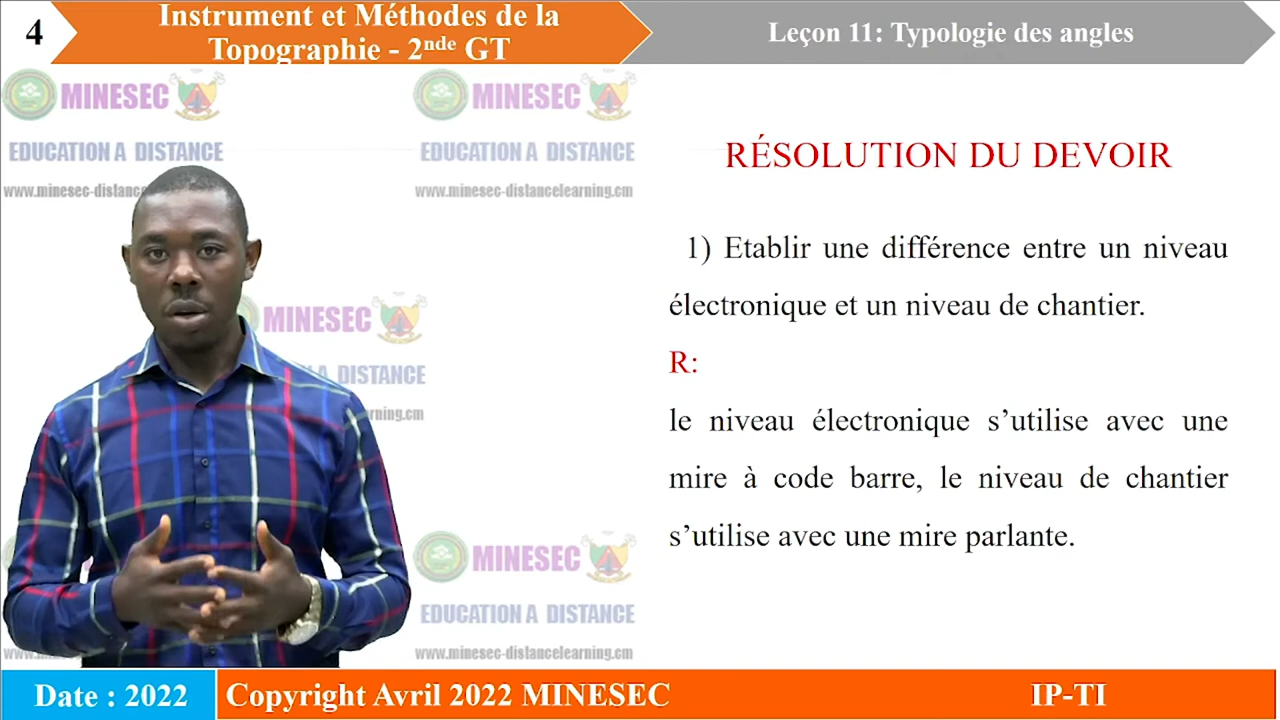 4
Instrument et Méthodes de la
Topographie - 2nde GT
Leçon 11: Typologie des angles
MINESEC
MINESEC
EDUCATION A DISTANCE
EDUCATION A DISTANCE
www.minesec-distanc
www.minesec-distancelearning.cm
RÉSOLUTION DU DEVOIR
1) Etablir une différence entre un niveau
électronique et un niveau de chantier.
R:
le niveau électronique s’utilise avec une
mire à code barre, le niveau de chantier
s’utilise avec une mire parlante.
MINESEC
A DISTANCE
rning.cm
MINESEC
EDUCATION A DISTANCE
www.minesec-distancelearning.cm
Date : 2022
Copyright Avril 2022 MINESEC
IP-TI